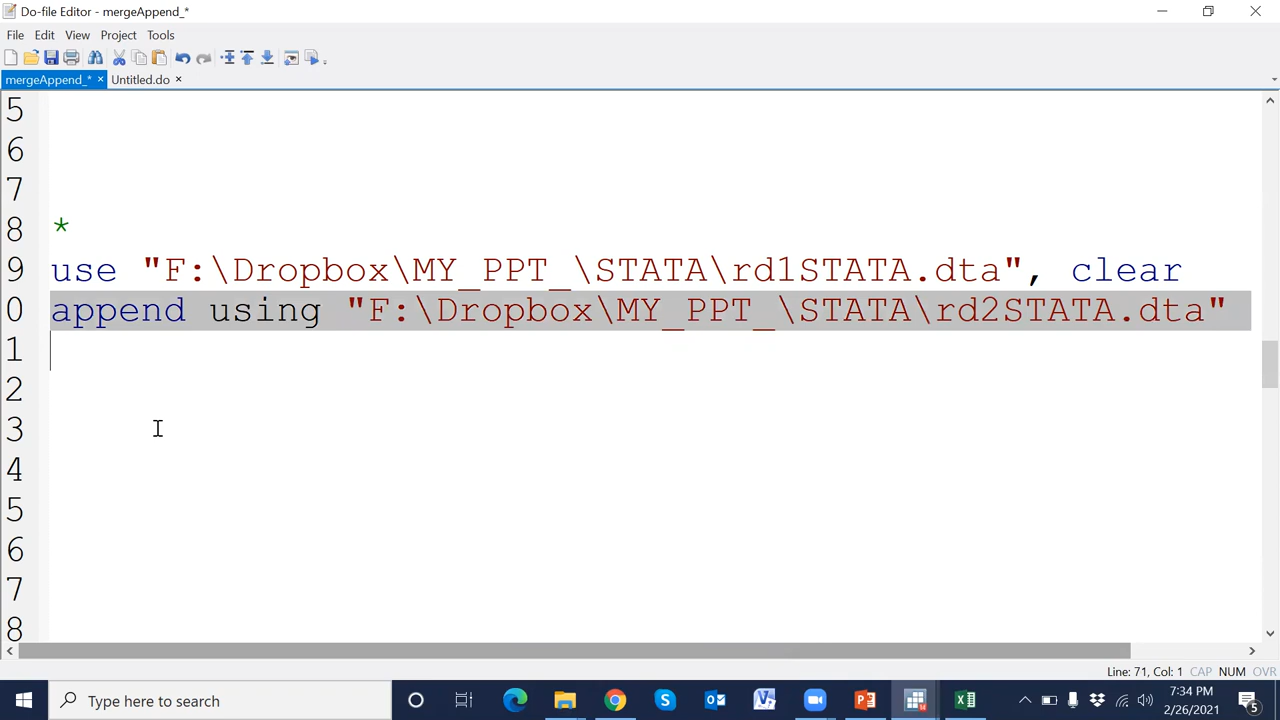 Do-file Editor - mergeAppend_*
File Edit View Project Tools
mergeAppend_* × Untitled.do ×
5
6
7
8 *
9 use "F:\Dropbox\MY_PPT_\STATA\rd1STATA.dta", clear
0 append using "F:\Dropbox\MY_PPT_\STATA\rd2STATA.dta"
1
2
3
4
5
6
7
8
Line: 71, Col: 1 CAP NUM OVR
Type here to search
7:34 PM
2/26/2021
5